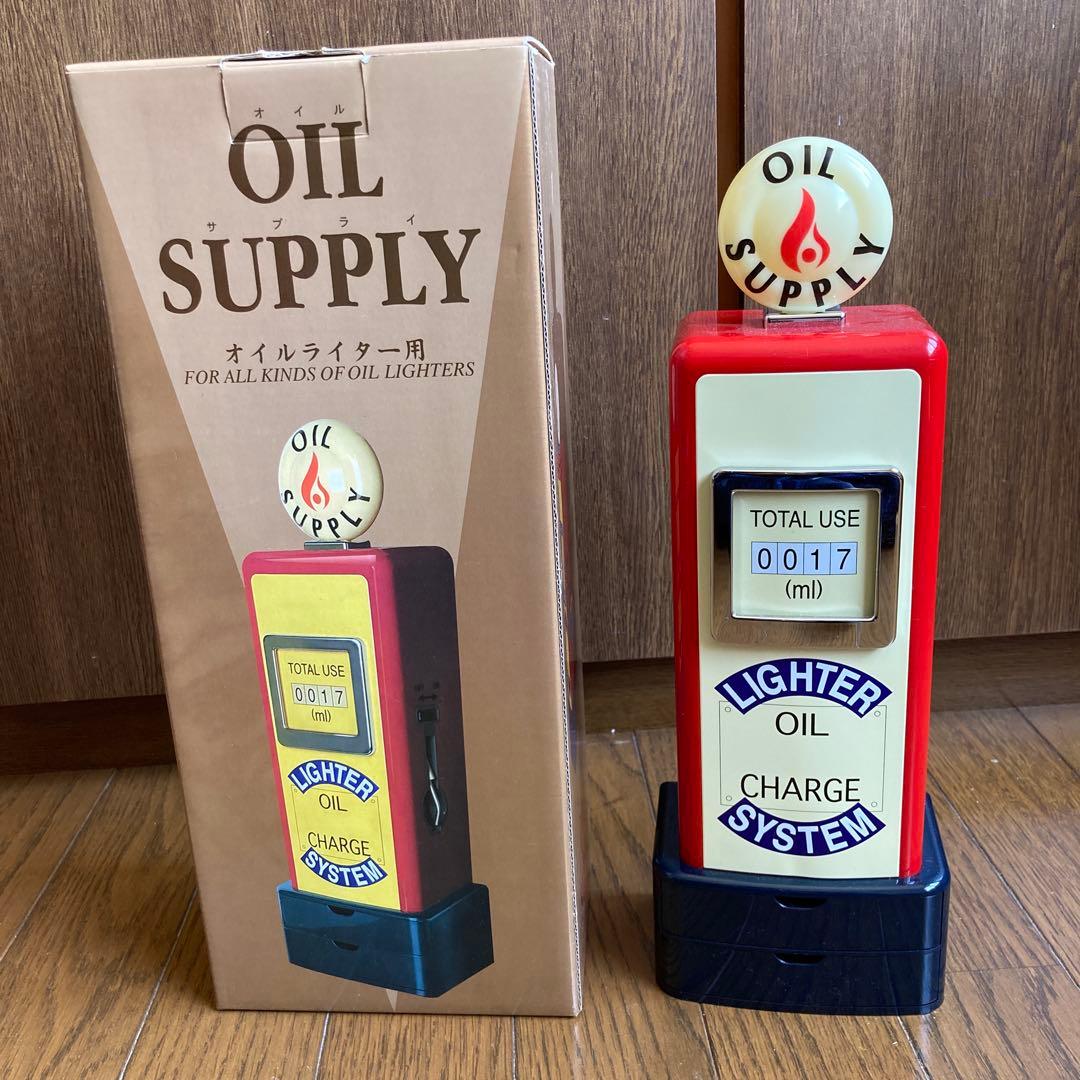 オイル
OIL
サプライ
SUPPLY
オイルライター用
FOR ALL KINDS OF OIL LIGHTERS
OIL
SUPPLY
TOTAL USE
0017
(ml)
LIGHTER
OIL
CHARGE
SYSTEM
OIL
SUPPLY
TOTAL USE
0017
(ml)
LIGHTER
OIL
CHARGE
SYSTEM